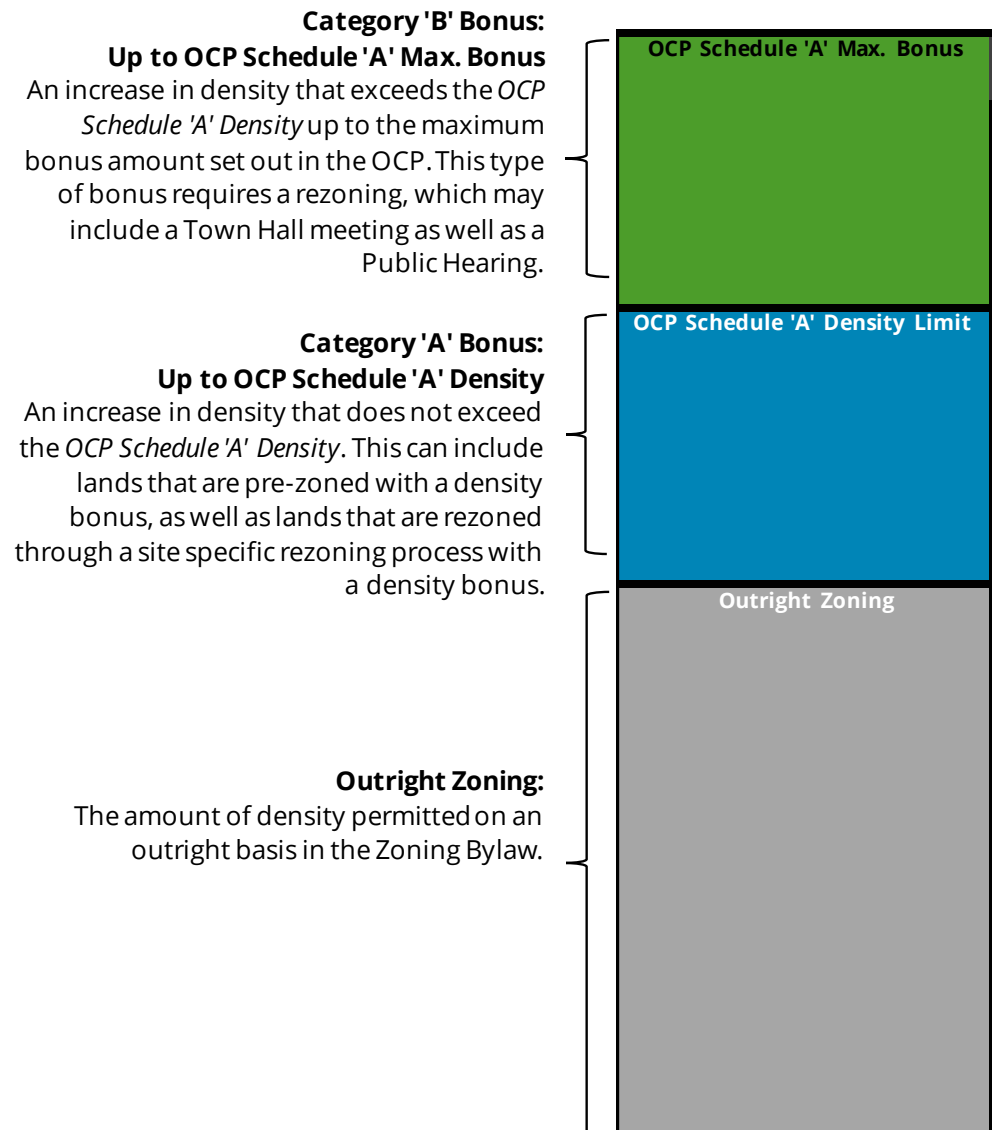 Category 'B' Bonus:
Up to OCP Schedule 'A' Max. Bonus
An increase in density that exceeds the OCP
Schedule 'A' Density up to the maximum
bonus amount set out in the OCP. This type
of bonus requires a rezoning, which may
include a Town Hall meeting as well as a
Public Hearing.
OCP Schedule 'A' Max. Bonus
Category 'A' Bonus:
Up to OCP Schedule 'A' Density
An increase in density that does not exceed
the OCP Schedule 'A' Density. This can include
lands that are pre-zoned with a density
bonus, as well as lands that are rezoned
through a site specific rezoning process with
a density bonus.
OCP Schedule 'A' Density Limit
Outright Zoning:
The amount of density permitted on an
outright basis in the Zoning Bylaw.
Outright Zoning